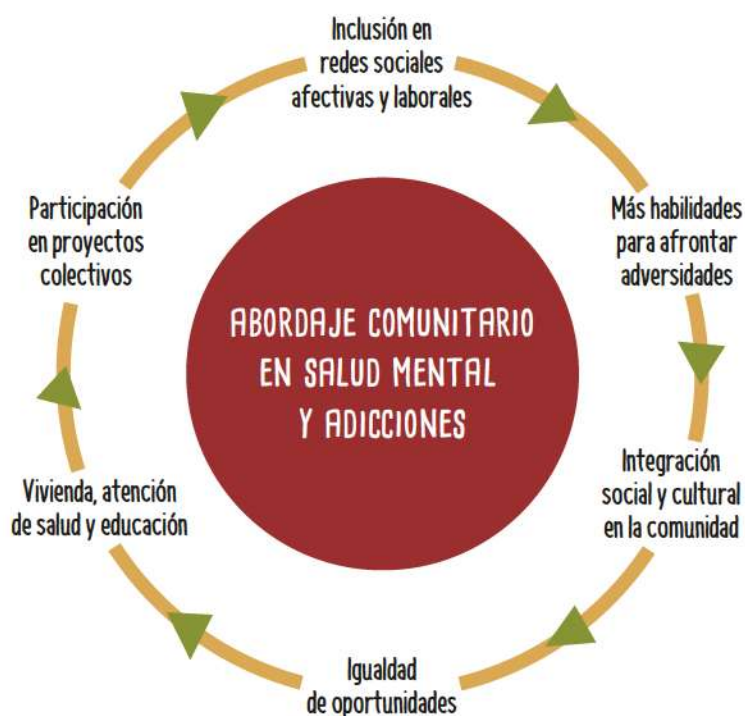 Inclusión en
redes sociales
afectivas y laborales
Más habilidades
para afrontar
adversidades
Integración
social y cultural
en la comunidad
Igualdad
de oportunidades
Vivienda, atención
de salud y educación
Participación
en proyectos
colectivos
ABORDAJE COMUNITARIO
EN SALUD MENTAL
Y ADICCIONES